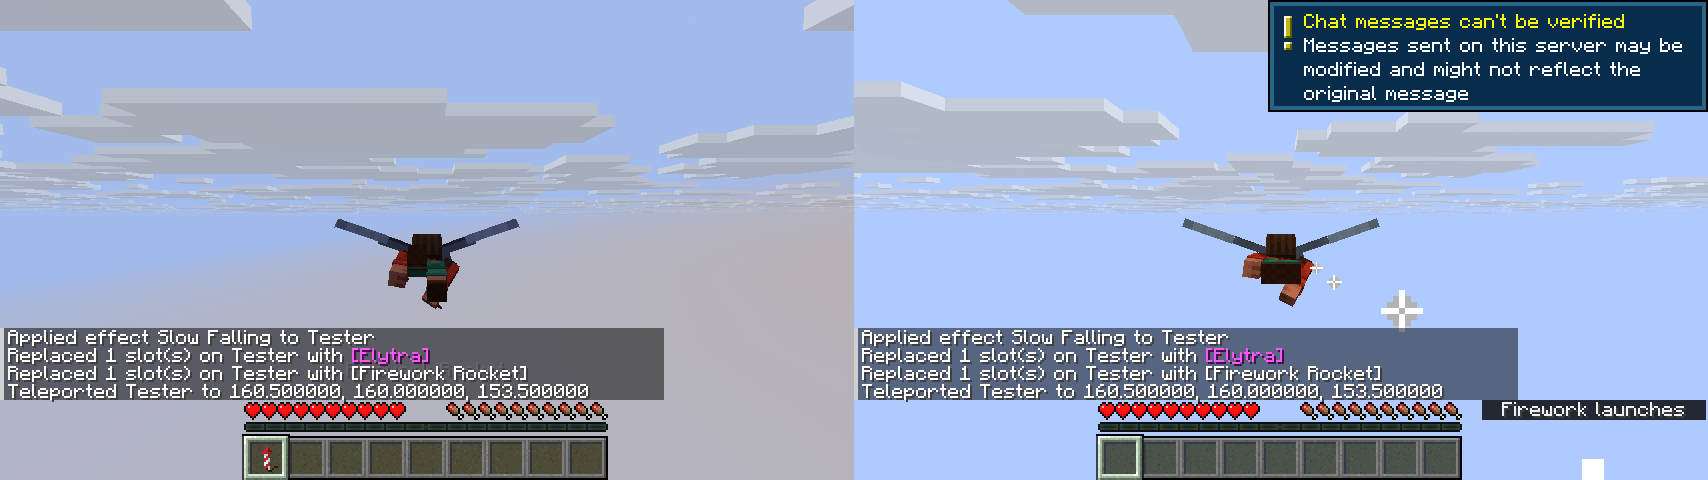 Applied effect Slow Falling to Tester
Replaced 1 slot(s) on Tester with [Elytra]
Replaced 1 slot(s) on Tester with [Firework Rocket]
Teleported Tester to 160.500000, 160.000000, 153.500000
Chat messages can't be verified
Messages sent on this server may be
modified and might not reflect the
original message
Applied effect Slow Falling to Tester
Replaced 1 slot(s) on Tester with [Elytra]
Replaced 1 slot(s) on Tester with [Firework Rocket]
Teleported Tester to 160.500000, 160.000000, 153.500000
Firework launches